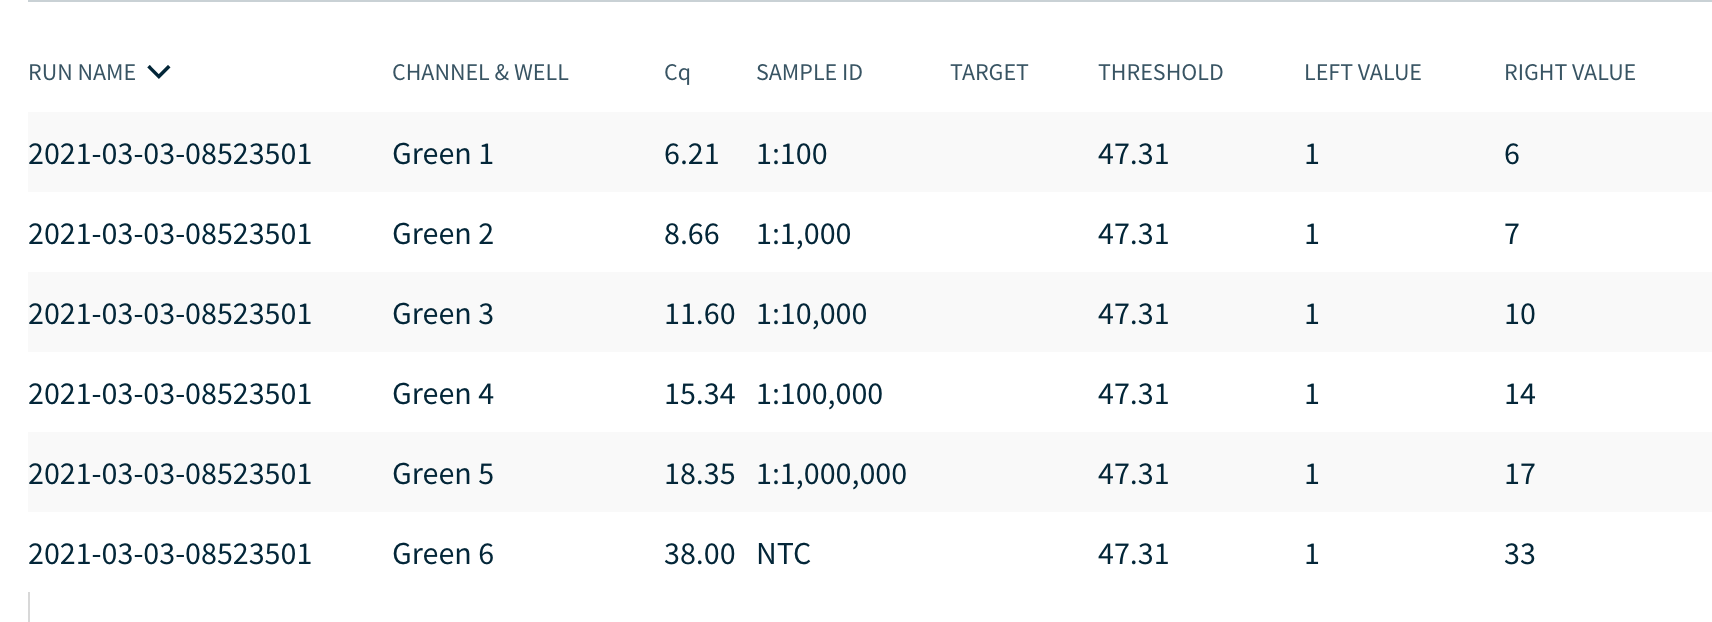 RUN NAME CHANNEL & WELL Cq SAMPLE ID TARGET THRESHOLD LEFT VALUE RIGHT VALUE
2021-03-03-08523501 Green 1 6.21 1:100 47.31 1 6
2021-03-03-08523501 Green 2 8.66 1:1,000 47.31 1 7
2021-03-03-08523501 Green 3 11.60 1:10,000 47.31 1 10
2021-03-03-08523501 Green 4 15.34 1:100,000 47.31 1 14
2021-03-03-08523501 Green 5 18.35 1:1,000,000 47.31 1 17
2021-03-03-08523501 Green 6 38.00 NTC 47.31 1 33